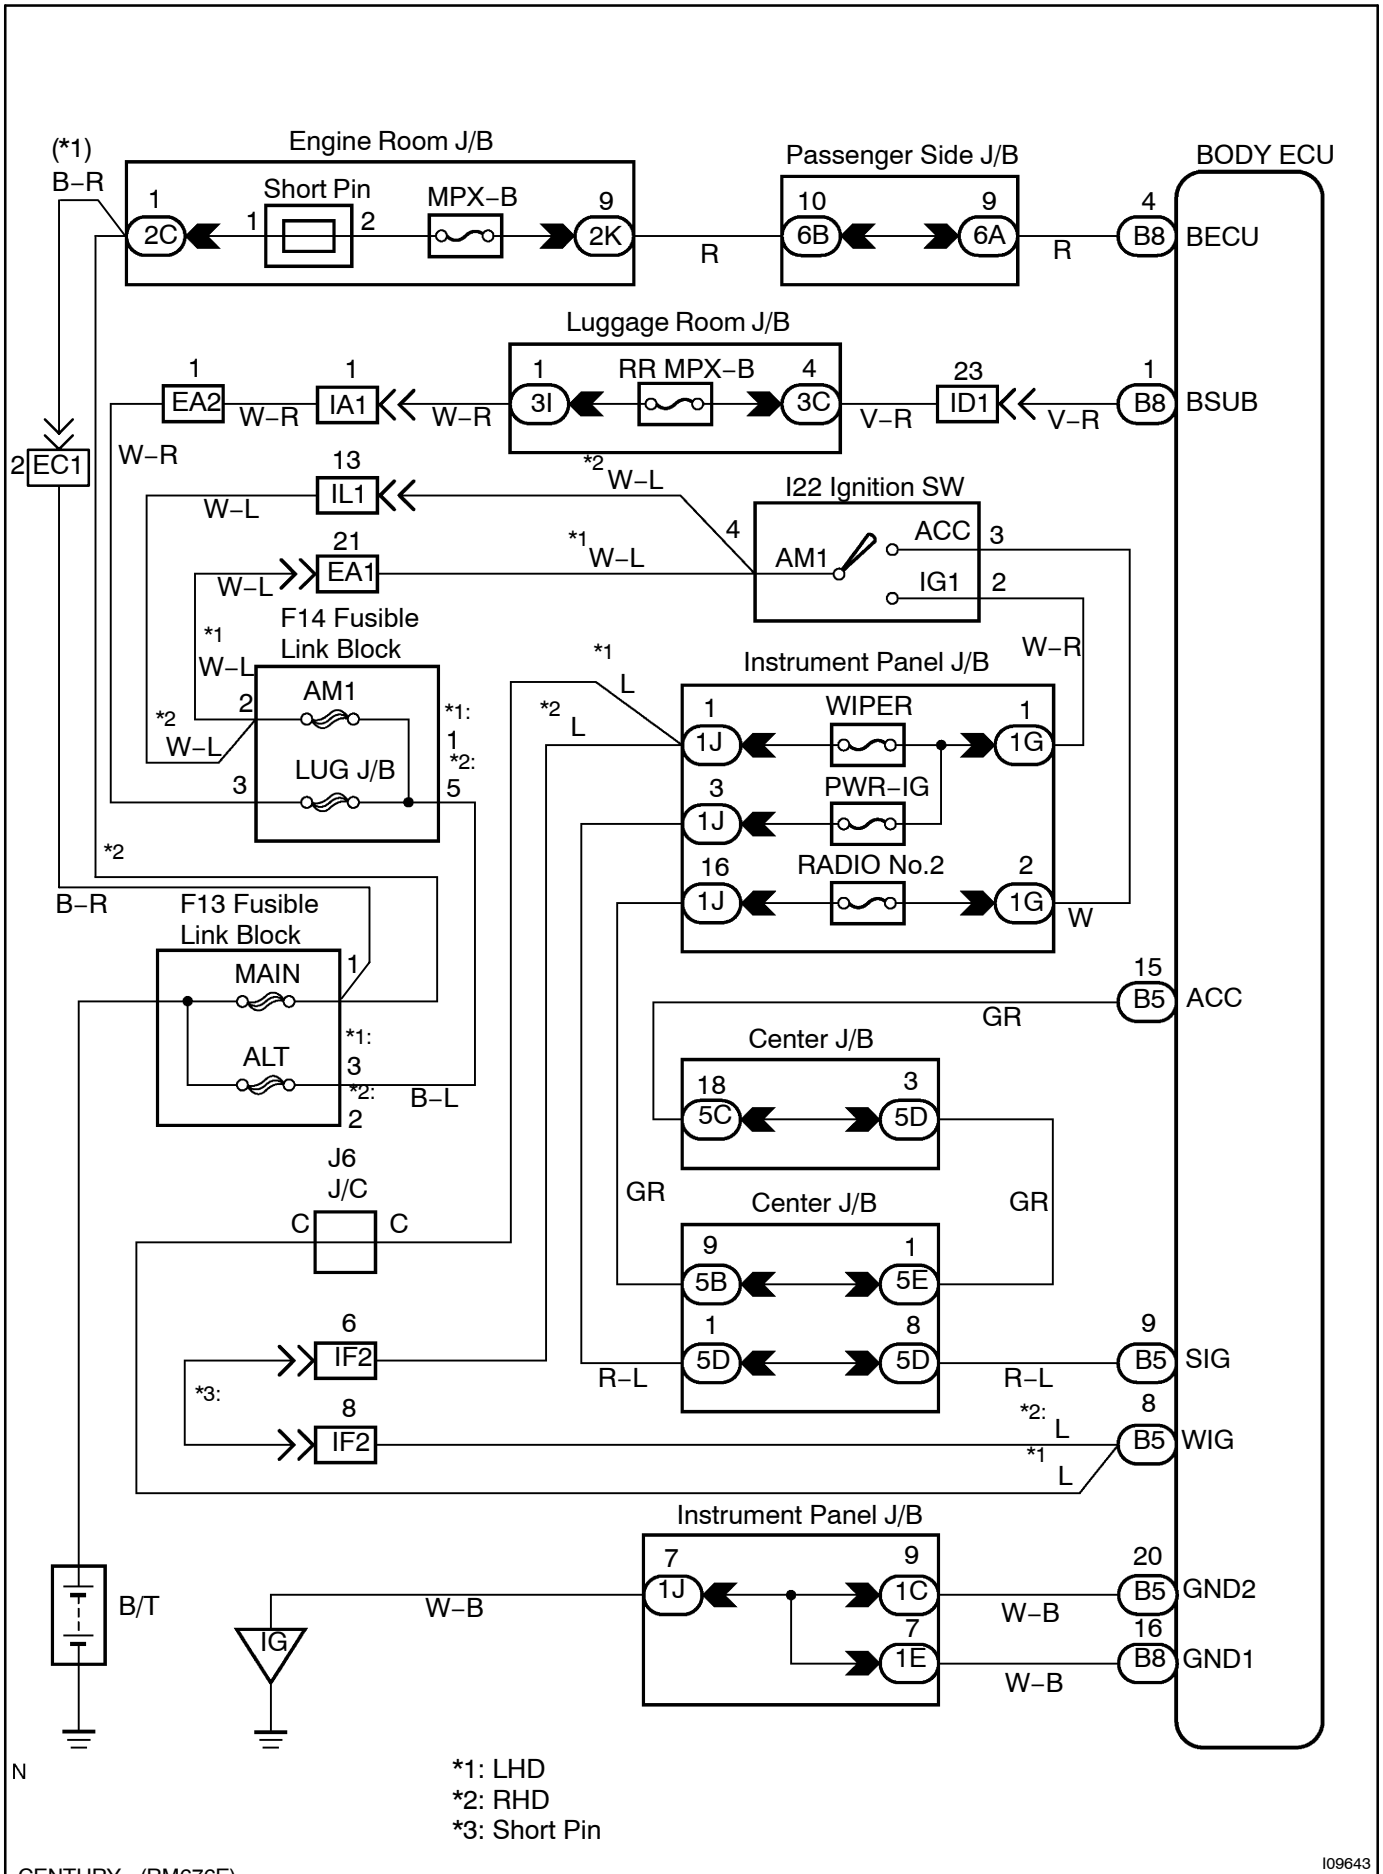 Engine Room J/B
Passenger Side J/B
BODY ECU
(*1)
B–R
1
Short Pin
MPX–B
9
10
9
4
2C
1
2
2K
R
6B
6A
R
B8
BECU
Luggage Room J/B
1
1
1
RR MPX–B
4
23
1
EA2
W–R
IA1
W–R
3I
3C
V–R
ID1
V–R
B8
BSUB
W–R
2
EC1
13
*2
W–L
IL1
W–L
I22 Ignition SW
4
ACC
3
21
*1
W–L
AM1
W–L
EA1
IG1
2
F14 Fusible
Link Block
*1
W–L
*1
L
W–R
Instrument Panel J/B
2
AM1
*1:
1
*2:
5
*2
W–L
*2
L
1
WIPER
1
1J
1G
3
LUG J/B
3
PWR–IG
1J
16
RADIO No.2
2
1J
1G
W
*2
B–R
F13 Fusible
Link Block
MAIN
1
15
B5
ACC
GR
ALT
*1:
3
*2:
2
B–L
Center J/B
18
3
5C
5D
J6
J/C
C
C
GR
GR
Center J/B
9
1
5B
5E
6
IF2
1
8
9
5D
5D
B5
SIG
R–L
R–L
*3:
8
IF2
*2:
L
8
B5
WIG
*1
L
Instrument Panel J/B
7
9
20
1J
1C
B5
GND2
W–B
W–B
7
16
1E
B8
GND1
W–B
B/T
IG
N
*1: LHD
*2: RHD
*3: Short Pin
I09643